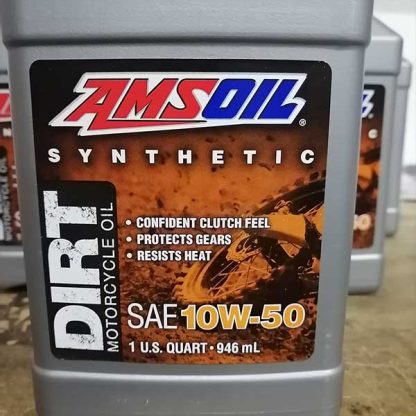 AMSOIL®
SYNTHETIC
DIRT
MOTORCYCLE OIL
• CONFIDENT CLUTCH FEEL
• PROTECTS GEARS
• RESISTS HEAT
SAE 10W-50
1 U.S. QUART • 946 mL